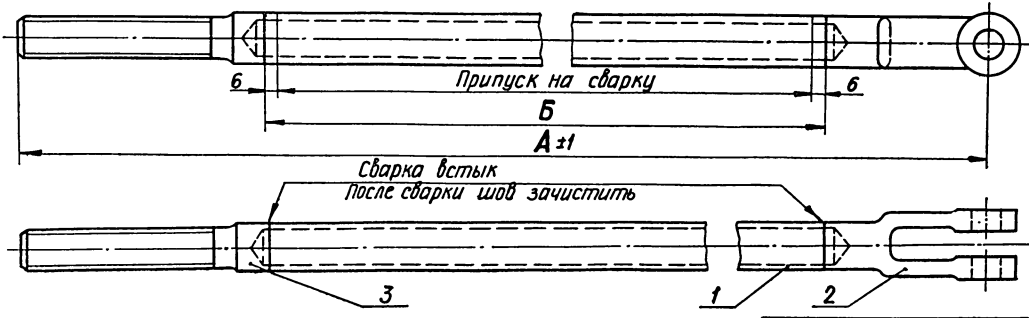 6 Припуск на сварку 6
Б
А ±1
Сварка встык
После сварки шов зачистить
3 1 2